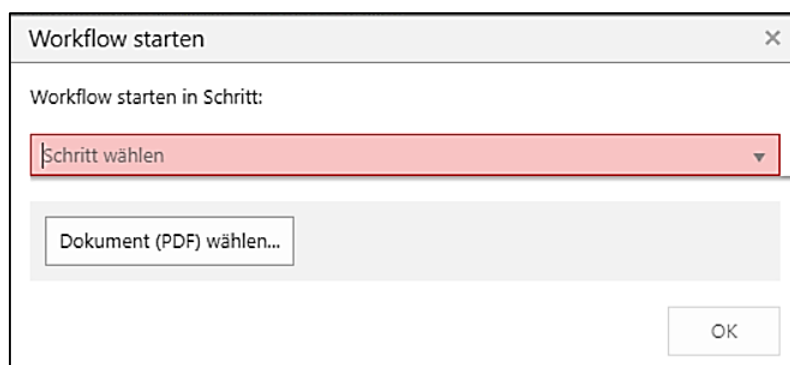 Workflow starten
Workflow starten in Schritt:
Schritt wählen
Dokument (PDF) wählen...
OK